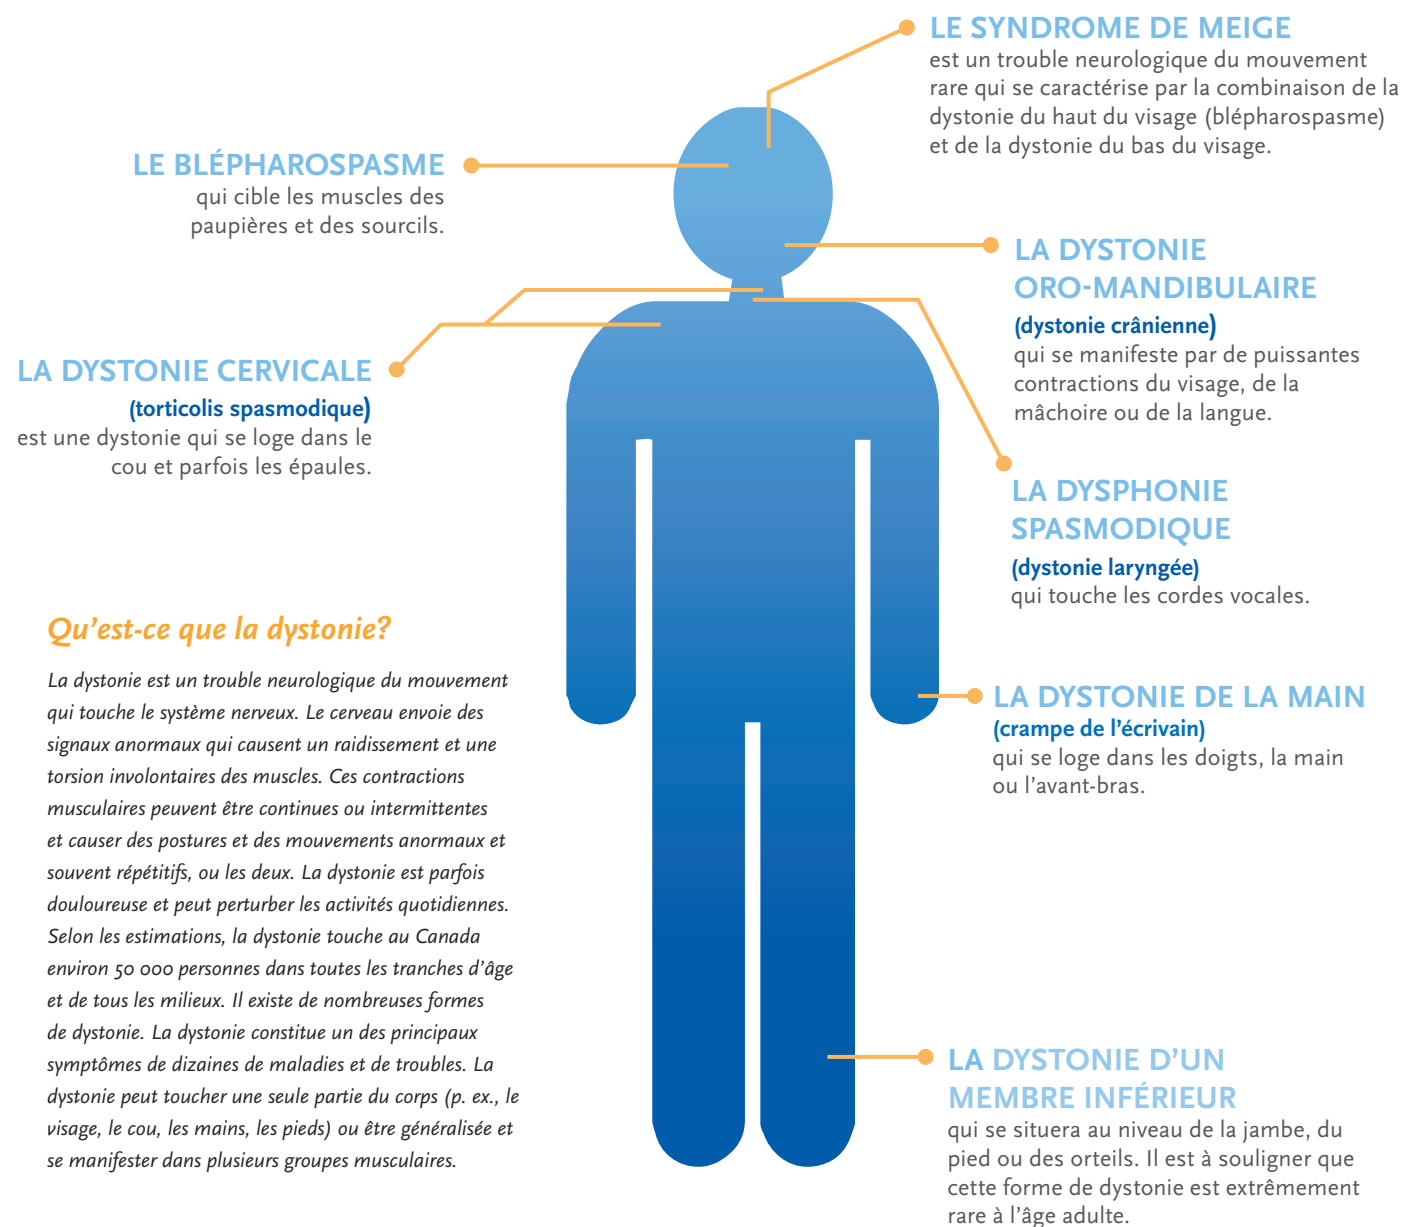 LE SYNDROME DE MEIGE
est un trouble neurologique du mouvement
rare qui se caractérise par la combinaison de la
dystonie du haut du visage (blépharospasme)
et de la dystonie du bas du visage.
LE BLÉPHAROSPASME
qui cible les muscles des
paupières et des sourcils.
LA DYSTONIE
ORO-MANDIBULAIRE
(dystonie crânienne)
qui se manifeste par de puissantes
contractions du visage, de la
mâchoire ou de la langue.
LA DYSTONIE CERVICALE
(torticolis spasmodique)
est une dystonie qui se loge dans le
cou et parfois les épaules.
LA DYSPHONIE
SPASMODIQUE
(dystonie laryngée)
qui touche les cordes vocales.
Qu’est-ce que la dystonie?
La dystonie est un trouble neurologique du mouvement
qui touche le système nerveux. Le cerveau envoie des
signaux anormaux qui causent un raidissement et une
torsion involontaires des muscles. Ces contractions
musculaires peuvent être continues ou intermittentes
et causer des postures et des mouvements anormaux et
souvent répétitifs, ou les deux. La dystonie est parfois
douloureuse et peut perturber les activités quotidiennes.
Selon les estimations, la dystonie touche au Canada
environ 50 000 personnes dans toutes les tranches d’âge
et de tous les milieux. Il existe de nombreuses formes
de dystonie. La dystonie constitue un des principaux
symptômes de dizaines de maladies et de troubles. La
dystonie peut toucher une seule partie du corps (p. ex., le
visage, le cou, les mains, les pieds) ou être généralisée et
se manifester dans plusieurs groupes musculaires.
LA DYSTONIE DE LA MAIN
(crampe de l’écrivain)
qui se loge dans les doigts, la main
ou l’avant-bras.
LA DYSTONIE D’UN
MEMBRE INFÉRIEUR
qui se situera au niveau de la jambe, du
pied ou des orteils. Il est à souligner que
cette forme de dystonie est extrêmement
rare à l’âge adulte.